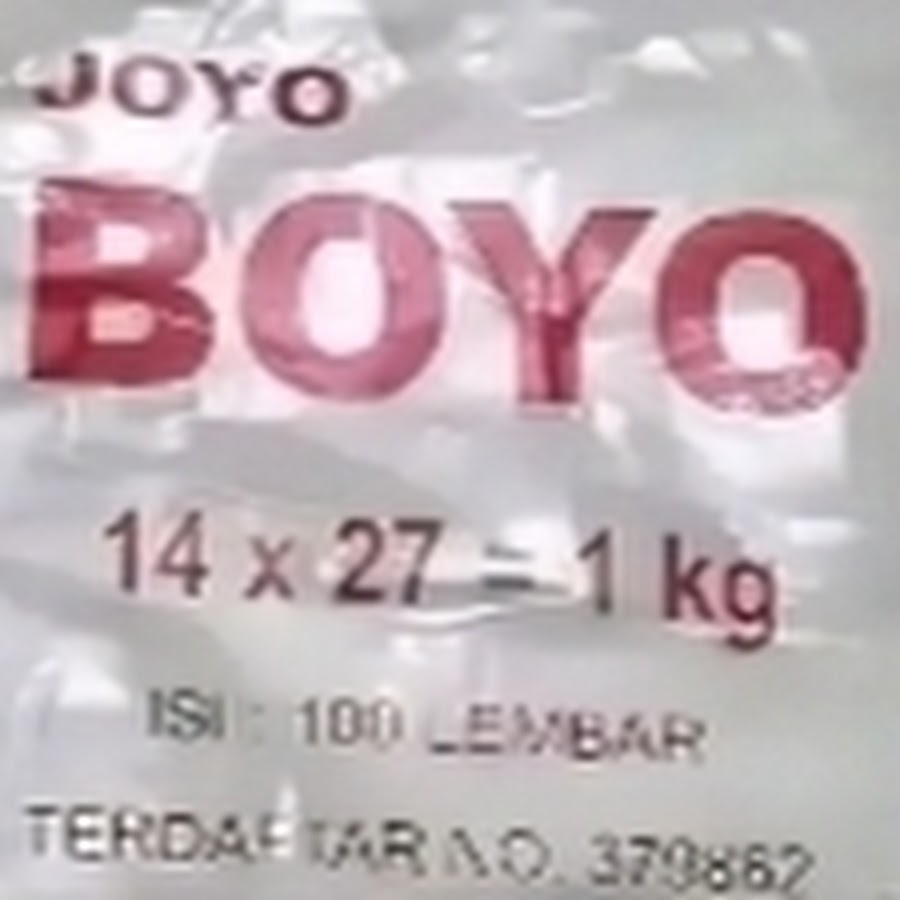 JOYO
BOYO
14 x 27 = 1 kg
ISI : 100 LEMBAR
TERDAFTAR NO. 379862